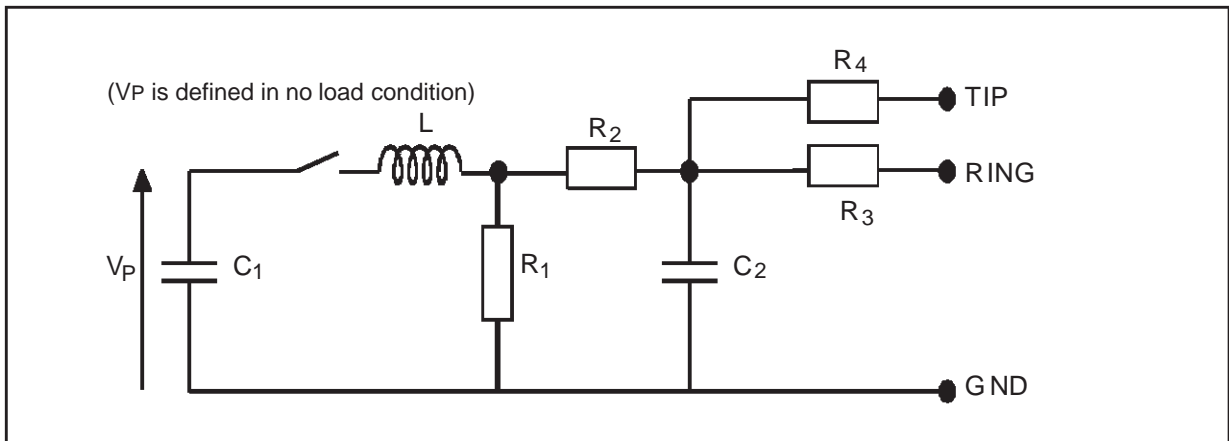 (VP is defined in no load condition)
R4
TIP
L
R2
RING
R3
VP
C1
R1
C2
GND